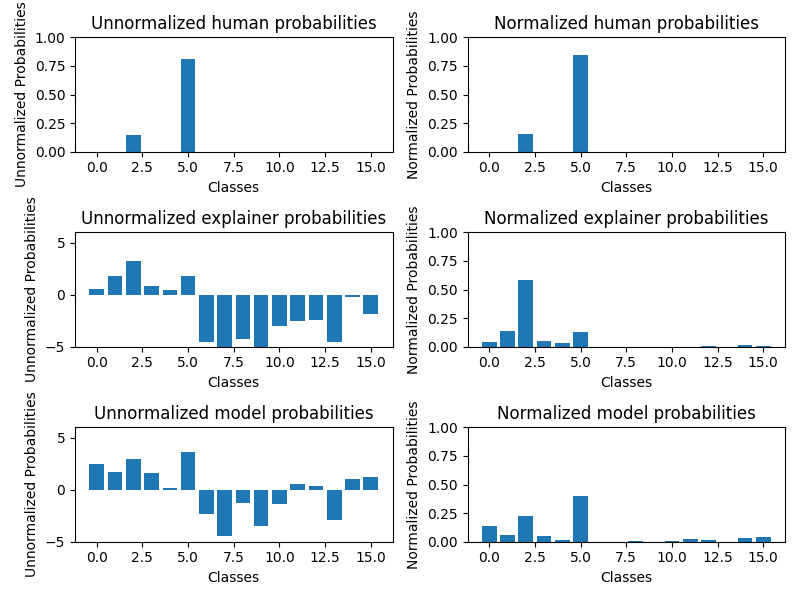 Unnormalized human probabilities
Unnormalized Probabilities
1.00
0.75
0.50
0.25
0.00
0.0 2.5 5.0 7.5 10.0 12.5 15.0
Classes
Normalized human probabilities
Normalized Probabilities
1.00
0.75
0.50
0.25
0.00
0.0 2.5 5.0 7.5 10.0 12.5 15.0
Classes
Unnormalized explainer probabilities
Unnormalized Probabilities
5
0
−5
0.0 2.5 5.0 7.5 10.0 12.5 15.0
Classes
Normalized explainer probabilities
Normalized Probabilities
1.00
0.75
0.50
0.25
0.00
0.0 2.5 5.0 7.5 10.0 12.5 15.0
Classes
Unnormalized model probabilities
Unnormalized Probabilities
5
0
−5
0.0 2.5 5.0 7.5 10.0 12.5 15.0
Classes
Normalized model probabilities
Normalized Probabilities
1.00
0.75
0.50
0.25
0.00
0.0 2.5 5.0 7.5 10.0 12.5 15.0
Classes